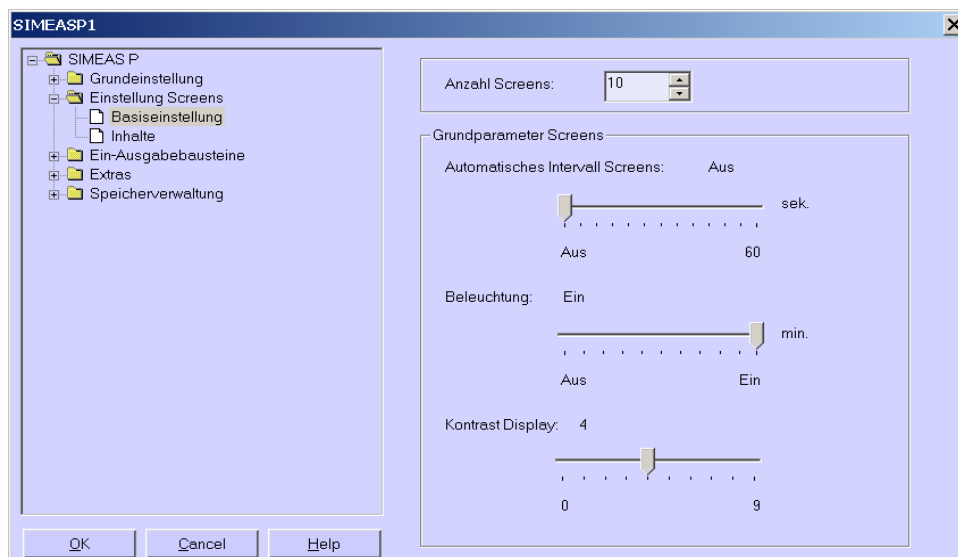 SIMEASP1
SIMEAS P
Grundeinstellung
Einstellung Screens
Basiseinstellung
Inhalte
Ein-Ausgabebausteine
Extras
Speicherverwaltung
OK Cancel Help
Anzahl Screens: 10
Grundparameter Screens
Automatisches Intervall Screens: Aus
sek.
Aus 60
Beleuchtung: Ein
min.
Aus Ein
Kontrast Display: 4
0 9